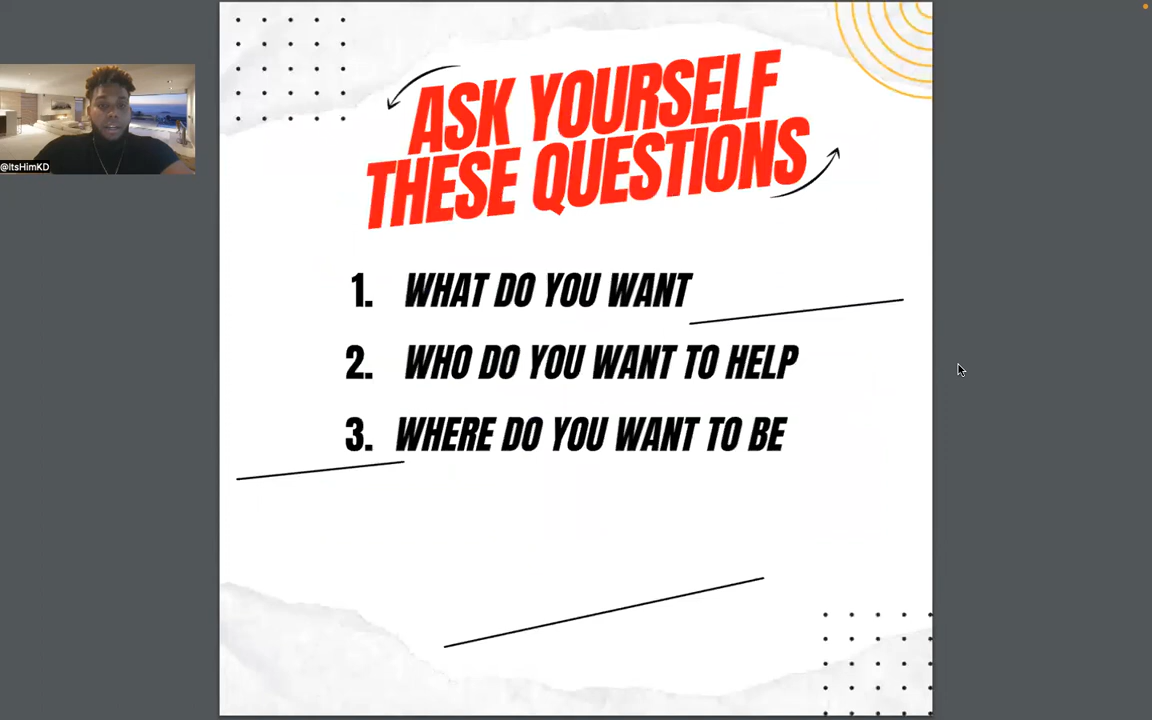 ASK YOURSELF
THESE QUESTIONS
@ItsHimKD
1. WHAT DO YOU WANT
2. WHO DO YOU WANT TO HELP
3. WHERE DO YOU WANT TO BE